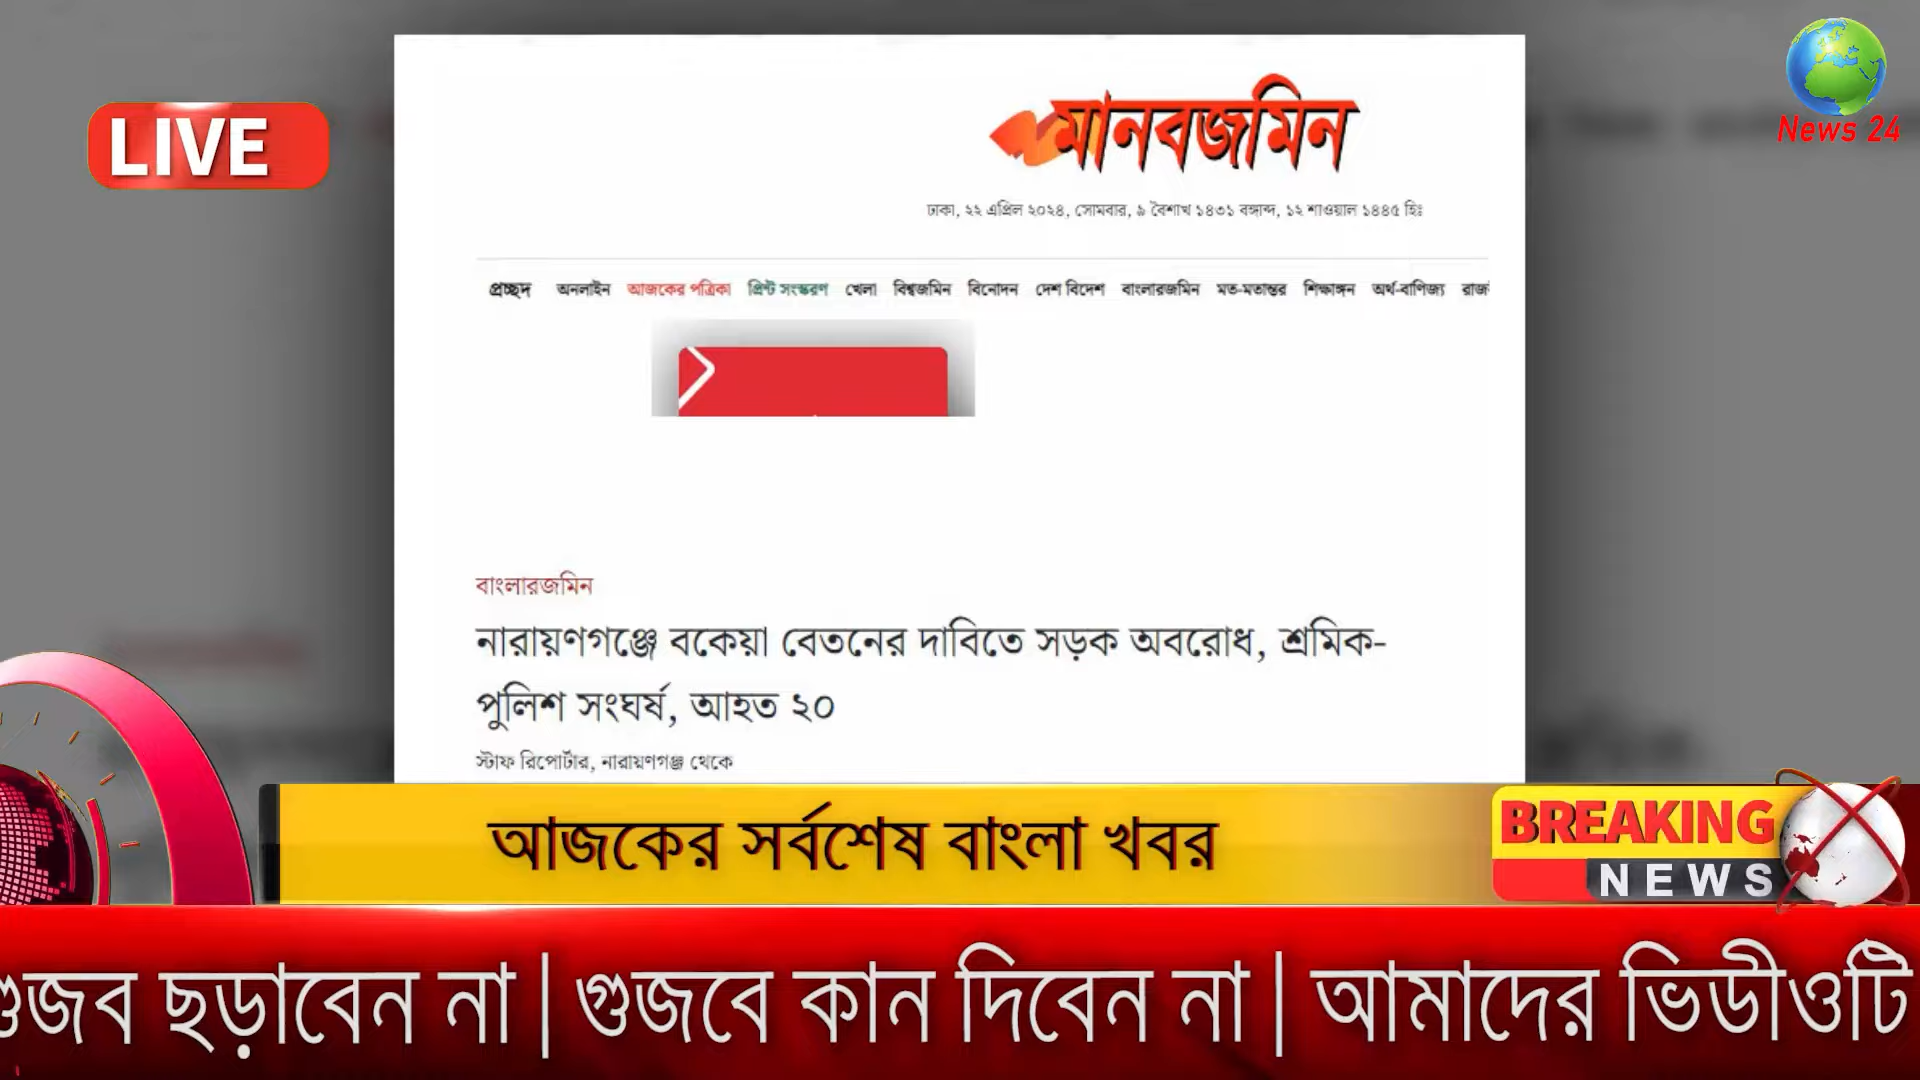 LIVE
News 24
মানবজমিন
ঢাকা, ২২ এপ্রিল ২০২৪, সোমবার, ৯ বৈশাখ ১৪৩১ বঙ্গাব্দ, ১২ শাওয়াল ১৪৪৫ হিঃ
প্রচ্ছদ অনলাইন আজকের পত্রিকা প্রিন্ট সংস্করণ খেলা বিশ্বজমিন বিনোদন দেশ বিদেশ বাংলারজমিন মত-মতান্তর শিক্ষাঙ্গন অর্থ-বাণিজ্য
বাংলারজমিন
নারায়ণগঞ্জে বকেয়া বেতনের দাবিতে সড়ক অবরোধ, শ্রমিক-
পুলিশ সংঘর্ষ, আহত ২০
স্টাফ রিপোর্টার, নারায়ণগঞ্জ থেকে
আজকের সর্বশেষ বাংলা খবর
BREAKING
NEWS
গুজব ছড়াবেন না | গুজবে কান দিবেন না | আমাদের ভিডীওটি